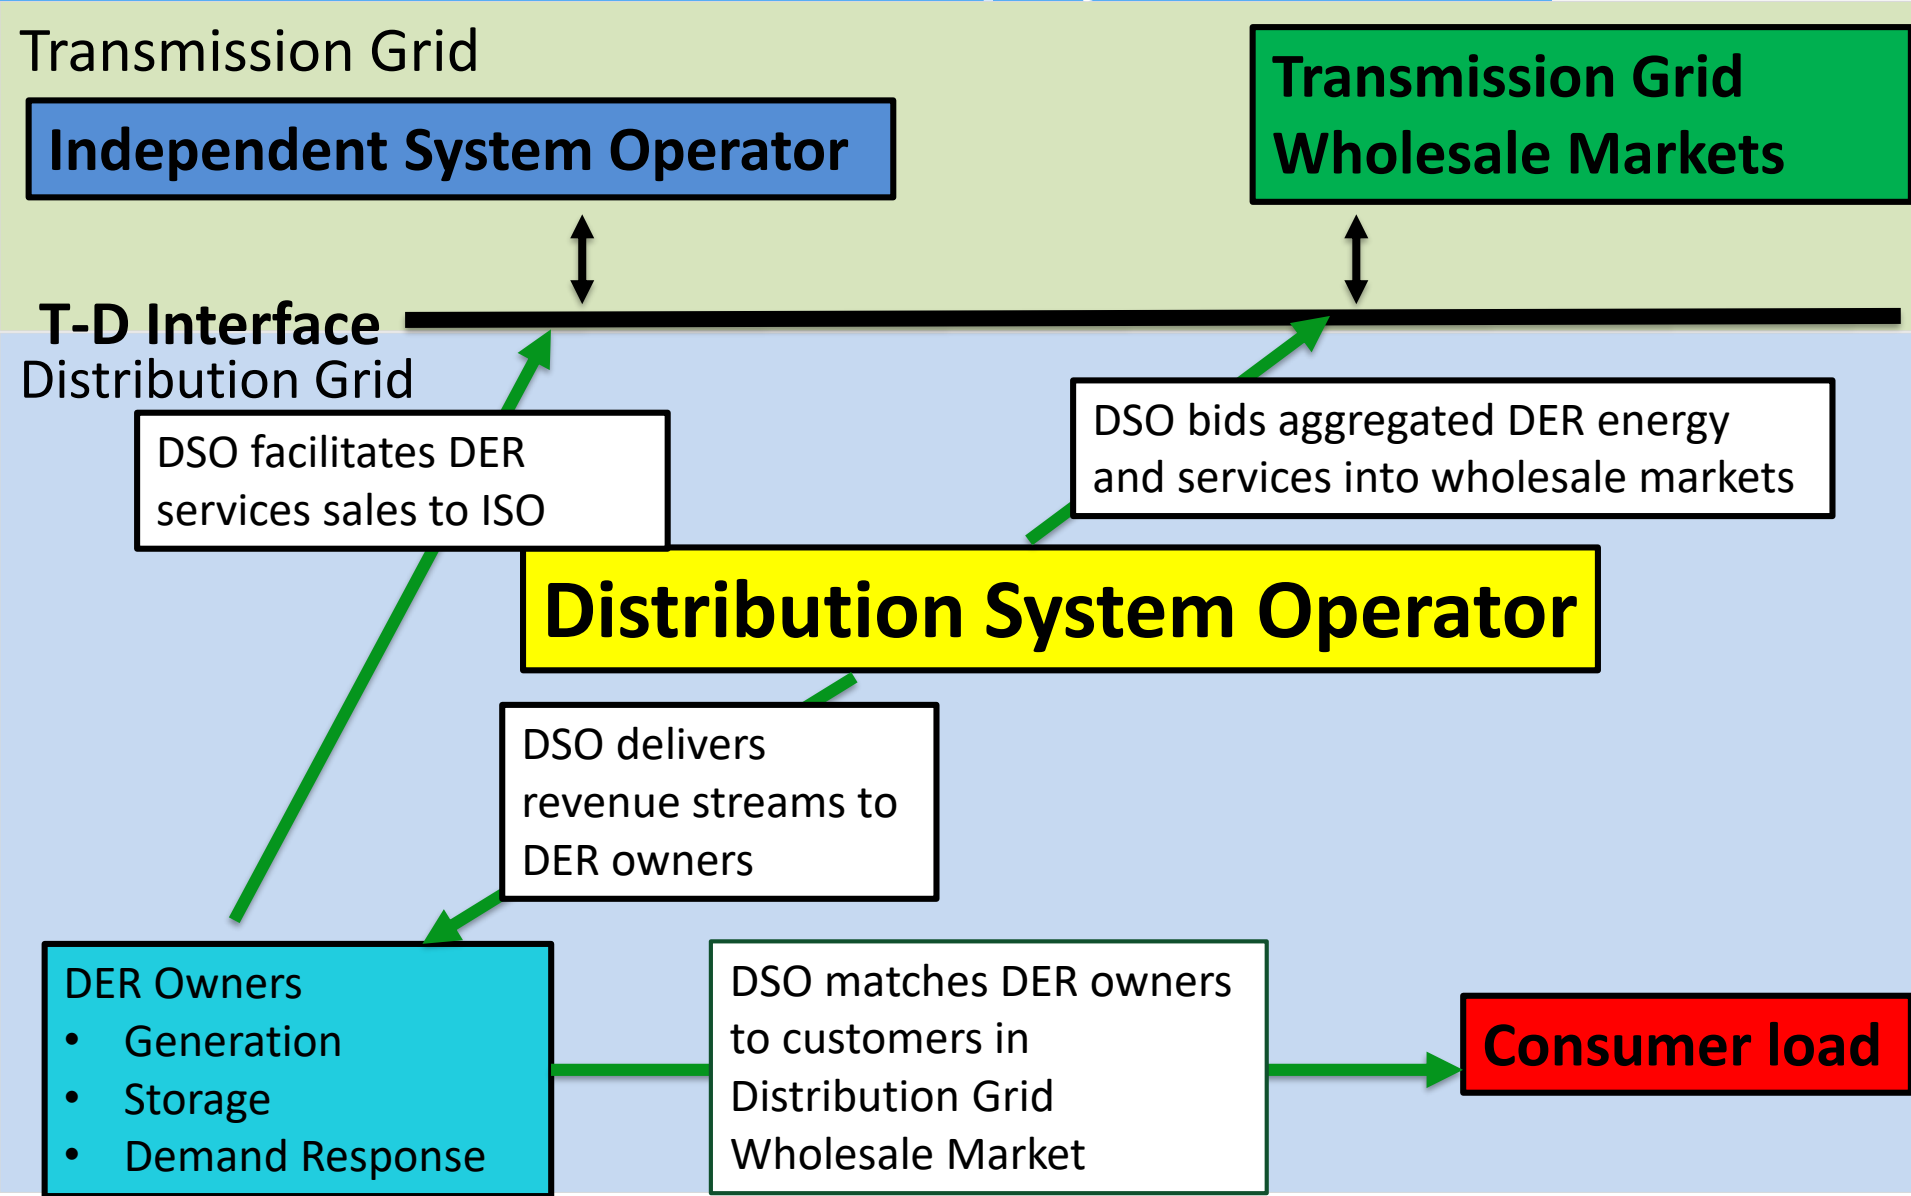 Transmission Grid
Independent System Operator
Transmission Grid
Wholesale Markets
T-D Interface
Distribution Grid
DSO facilitates DER
services sales to ISO
DSO bids aggregated DER energy
and services into wholesale markets
Distribution System Operator
DSO delivers
revenue streams to
DER owners
DER Owners
• Generation
• Storage
• Demand Response
DSO matches DER owners
to customers in
Distribution Grid
Wholesale Market
Consumer load